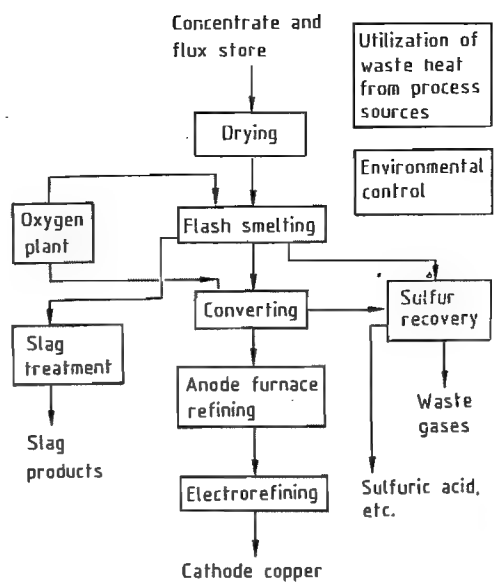 Concentrate and
flux store
Utilization of
waste heat
from process
sources
Drying
Environmental
control
Oxygen
plant
Flash smelting
Converting
Sulfur
recovery
Slag
treatment
Anode furnace
refining
Waste
gases
Slag
products
Electrorefining
Sulfuric acid,
etc.
Cathode copper